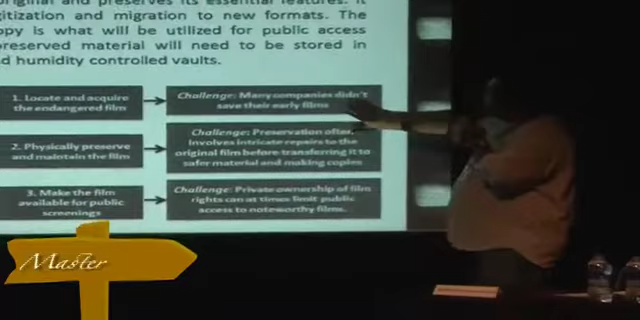 original and preserves its essential features. It
gitization and migration to new formats. The
opy is what will be utilized for public access
preserved material will need to be stored in
d humidity controlled vaults.
1. Locate and acquire
the endangered film
Challenge: Many companies didn't
save their early films
2. Physically preserve
and maintain the film
Challenge: Preservation often
involves intricate repairs to the
original film before transferring it to
safer material and making copies
3. Make the film
available for public
screenings
Challenge: Private ownership of film
rights can at times limit public
access to noteworthy films.
Master